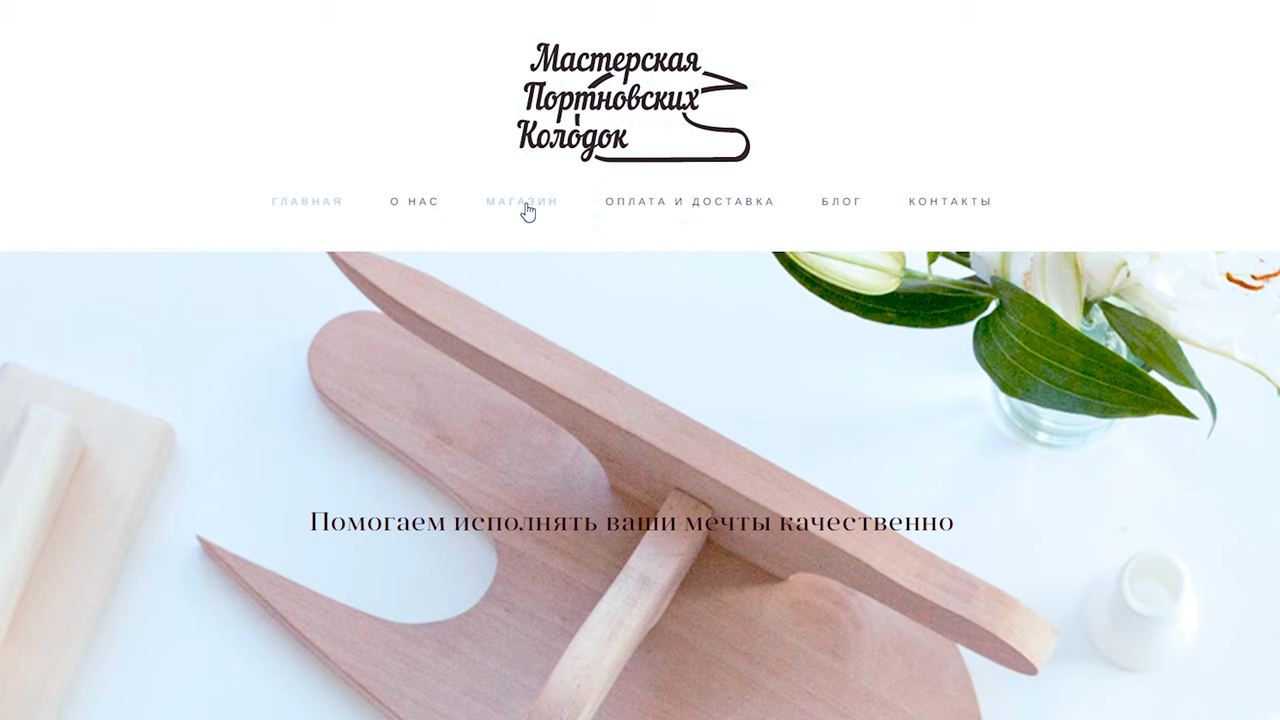 Мастерская
Портновских
Колодок
ГЛАВНАЯ О НАС МАГАЗИН ОПЛАТА И ДОСТАВКА БЛОГ КОНТАКТЫ
Помогаем исполнять ваши мечты качественно